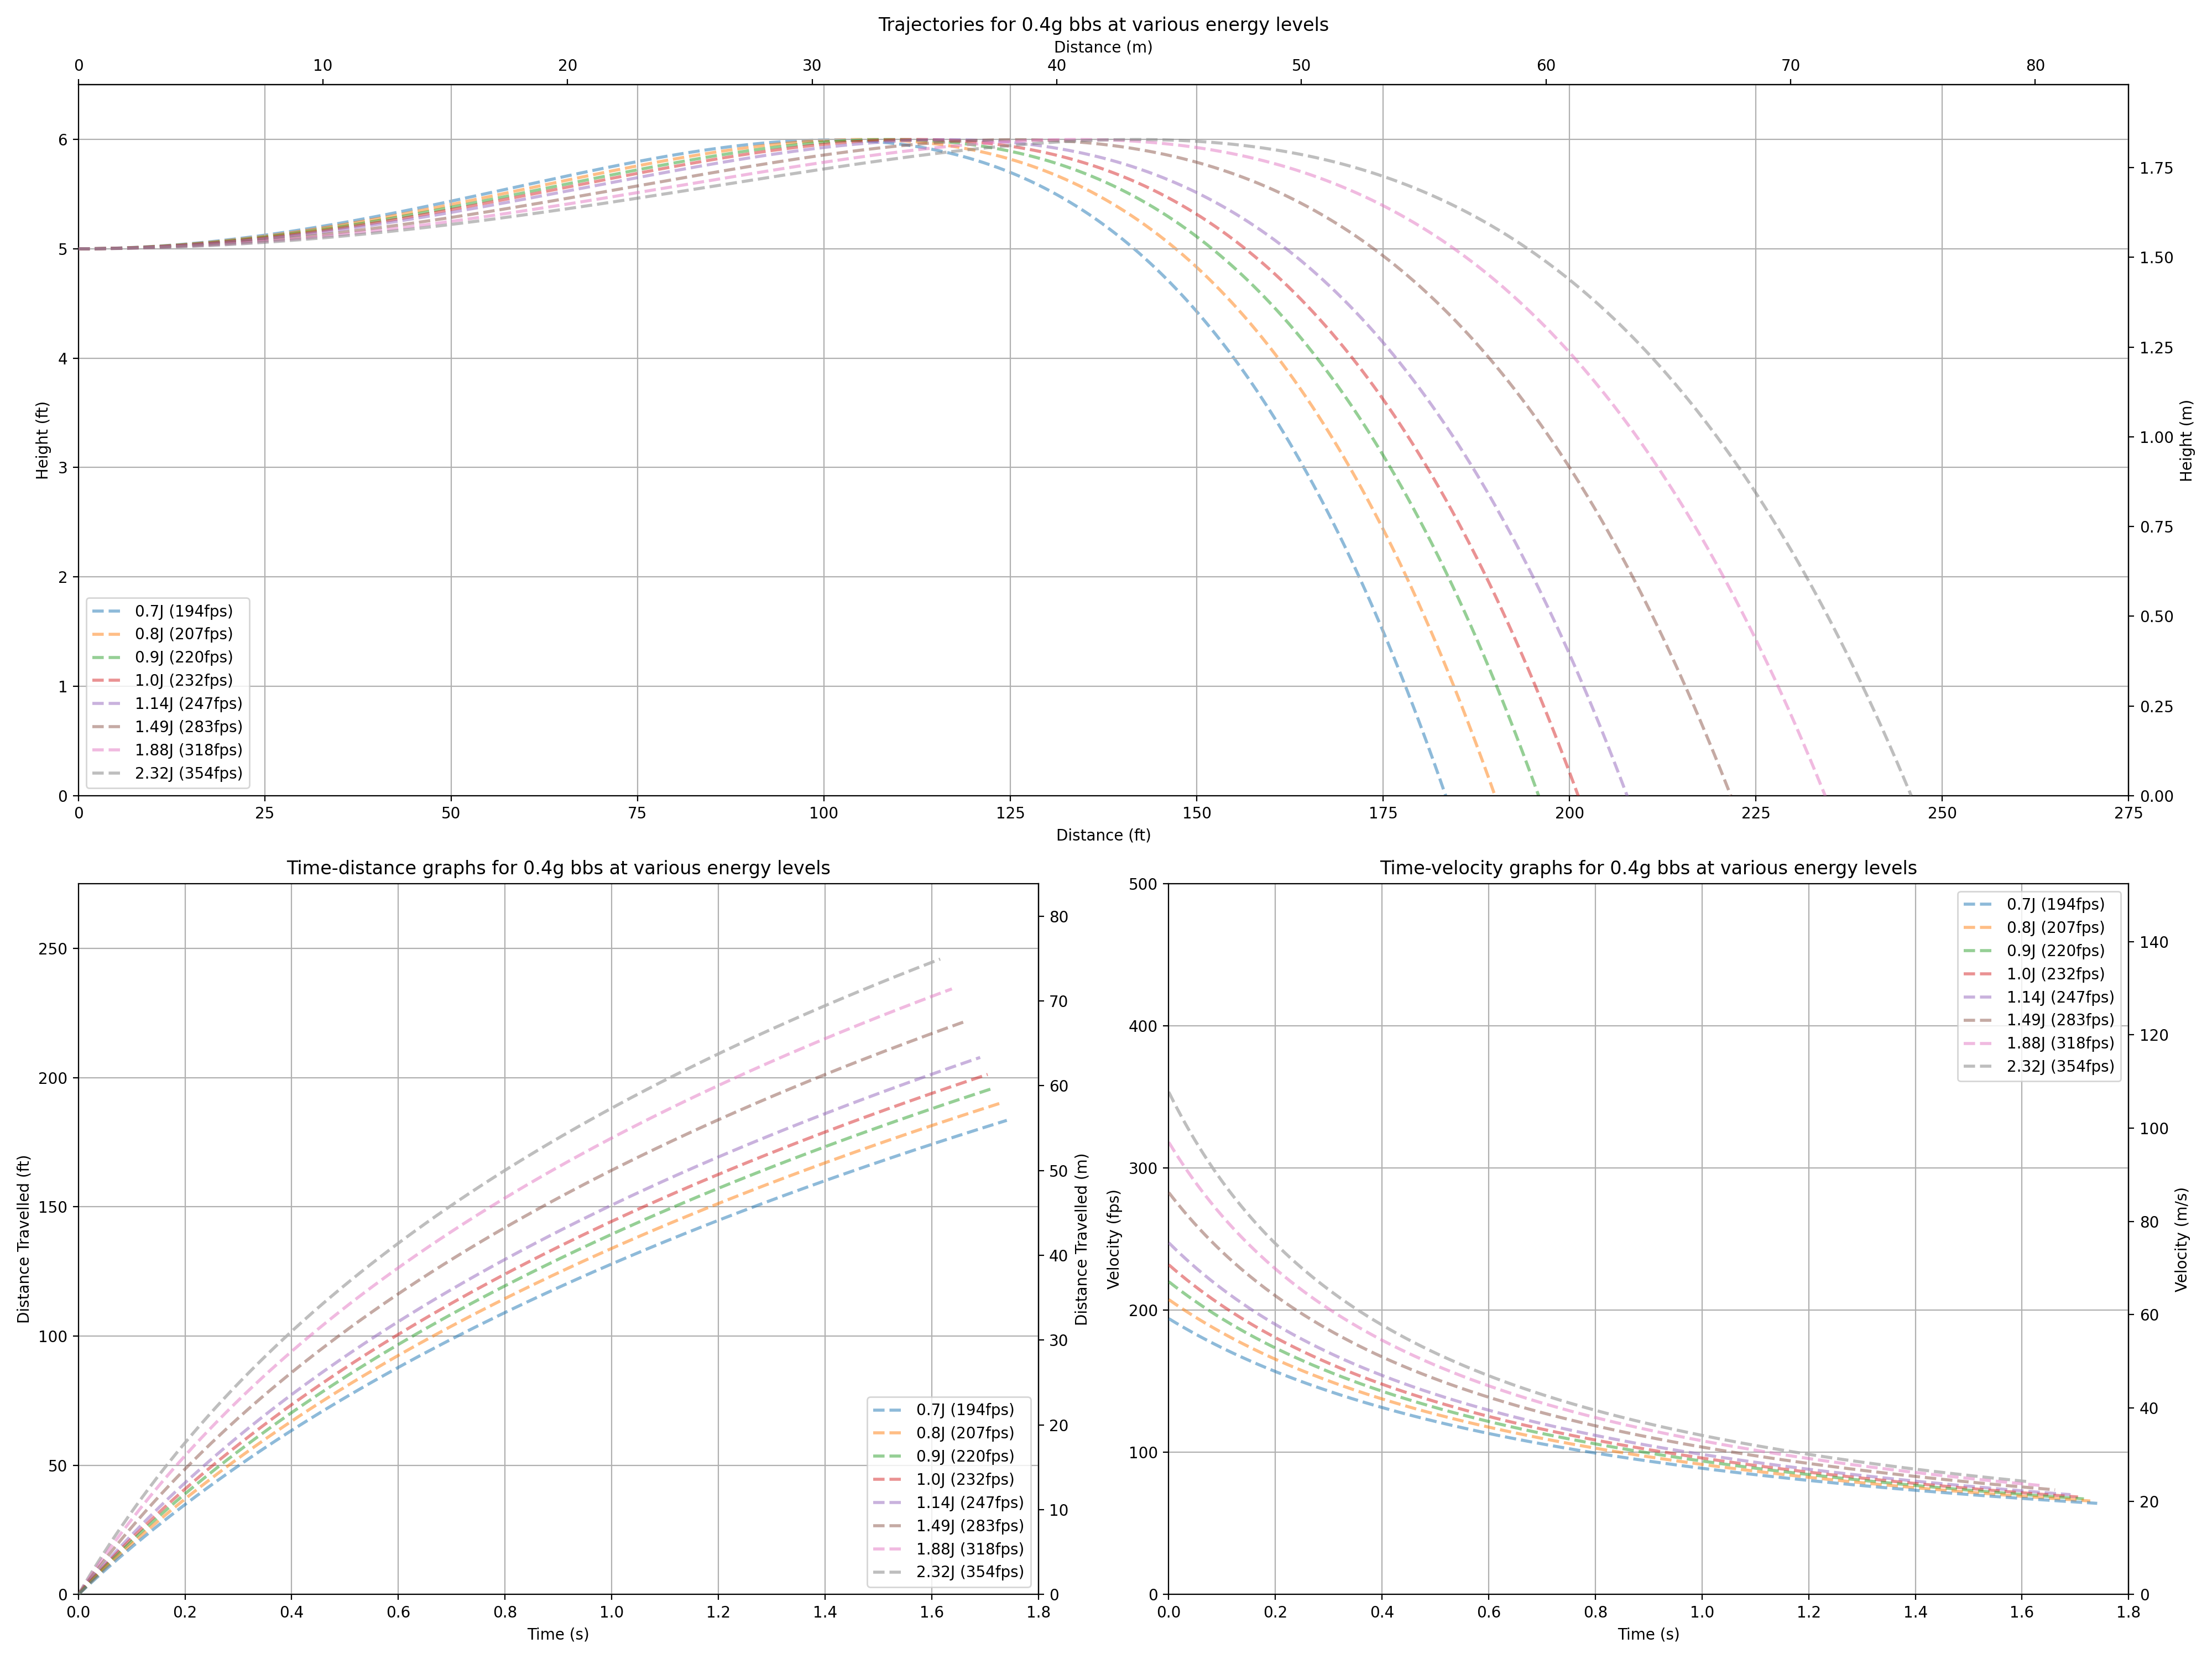 Trajectories for 0.4g bbs at various energy levels
Distance (m)
0 10 20 30 40 50 60 70 80
6
5
4
3
2
1
0
Height (ft)
1.75
1.50
1.25
1.00
0.75
0.50
0.25
0.00
Height (m)
0.7J (194fps)
0.8J (207fps)
0.9J (220fps)
1.0J (232fps)
1.14J (247fps)
1.49J (283fps)
1.88J (318fps)
2.32J (354fps)
0 25 50 75 100 125 150 175 200 225 250 275
Distance (ft)
Time-distance graphs for 0.4g bbs at various energy levels
250
200
150
100
50
0
Distance Travelled (ft)
80
70
60
50
40
30
20
10
0
Distance Travelled (m)
0.7J (194fps)
0.8J (207fps)
0.9J (220fps)
1.0J (232fps)
1.14J (247fps)
1.49J (283fps)
1.88J (318fps)
2.32J (354fps)
0.0 0.2 0.4 0.6 0.8 1.0 1.2 1.4 1.6 1.8
Time (s)
Time-velocity graphs for 0.4g bbs at various energy levels
500
400
300
200
100
0
Velocity (fps)
140
120
100
80
60
40
20
0
Velocity (m/s)
0.7J (194fps)
0.8J (207fps)
0.9J (220fps)
1.0J (232fps)
1.14J (247fps)
1.49J (283fps)
1.88J (318fps)
2.32J (354fps)
0.0 0.2 0.4 0.6 0.8 1.0 1.2 1.4 1.6 1.8
Time (s)